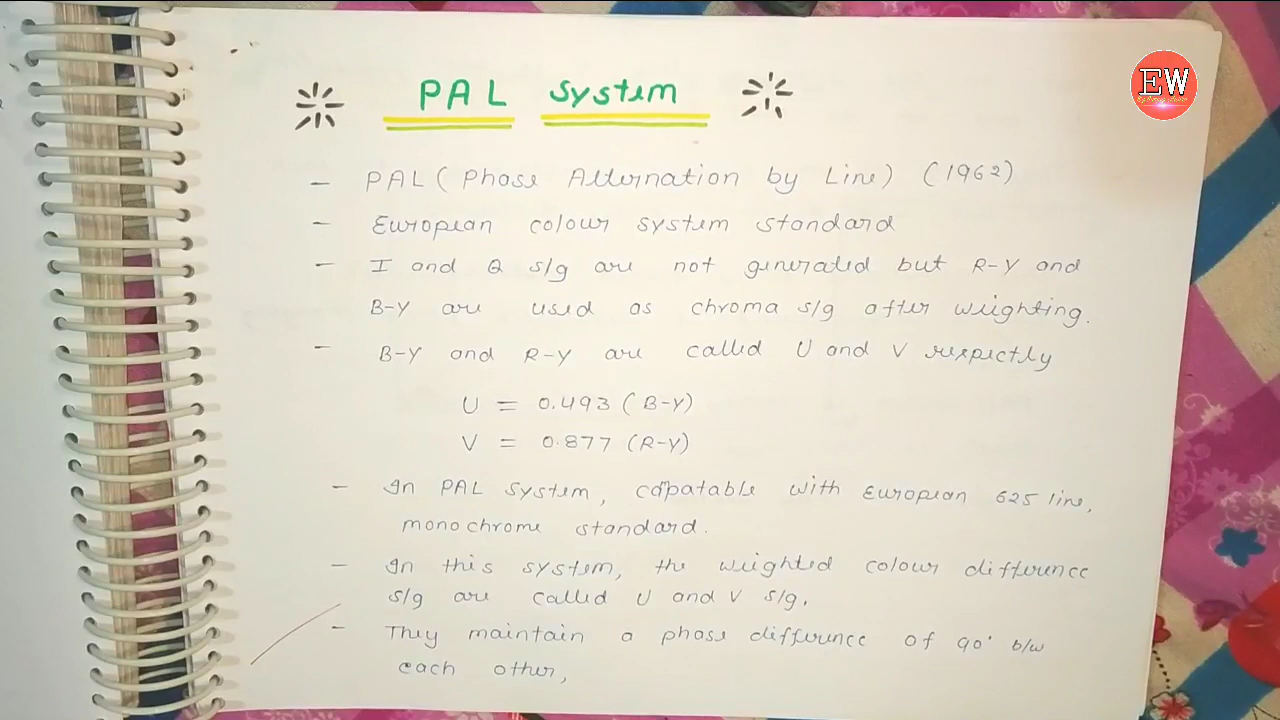 PAL System
EW
- PAL (Phase Alternation by Line) (1962)
- European colour system standard
- I and Q s/g are not generated but R-Y and
B-Y are used as chroma s/g after weighting.
- B-Y and R-Y are called U and V respectly
U = 0.493 (B-Y)
V = 0.877 (R-Y)
- In PAL System, copatable with European 625 line,
monochrome standard.
- In this system, the weighted colour difference
s/g are called U and V s/g,
- They maintain a phase difference of 90° b/w
each other,